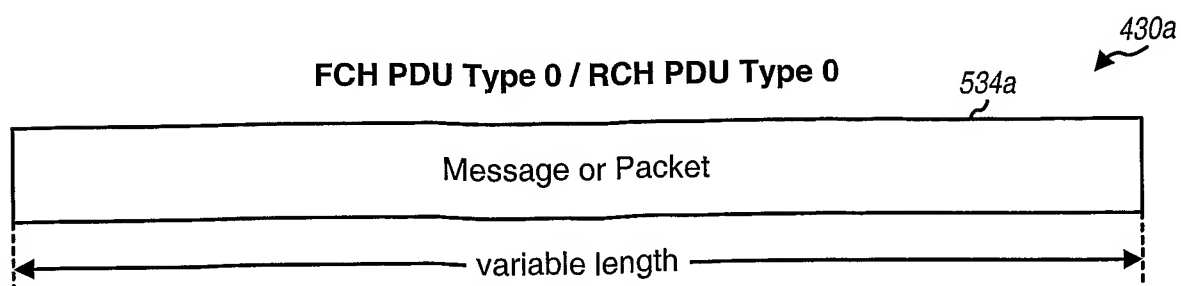 430a
FCH PDU Type 0 / RCH PDU Type 0
534a
Message or Packet
variable length